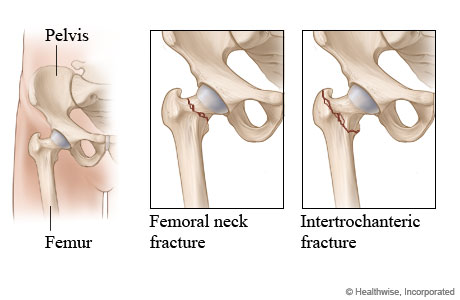 Pelvis
Femur
Femoral neck
fracture
Intertrochanteric
fracture
© Healthwise, Incorporated